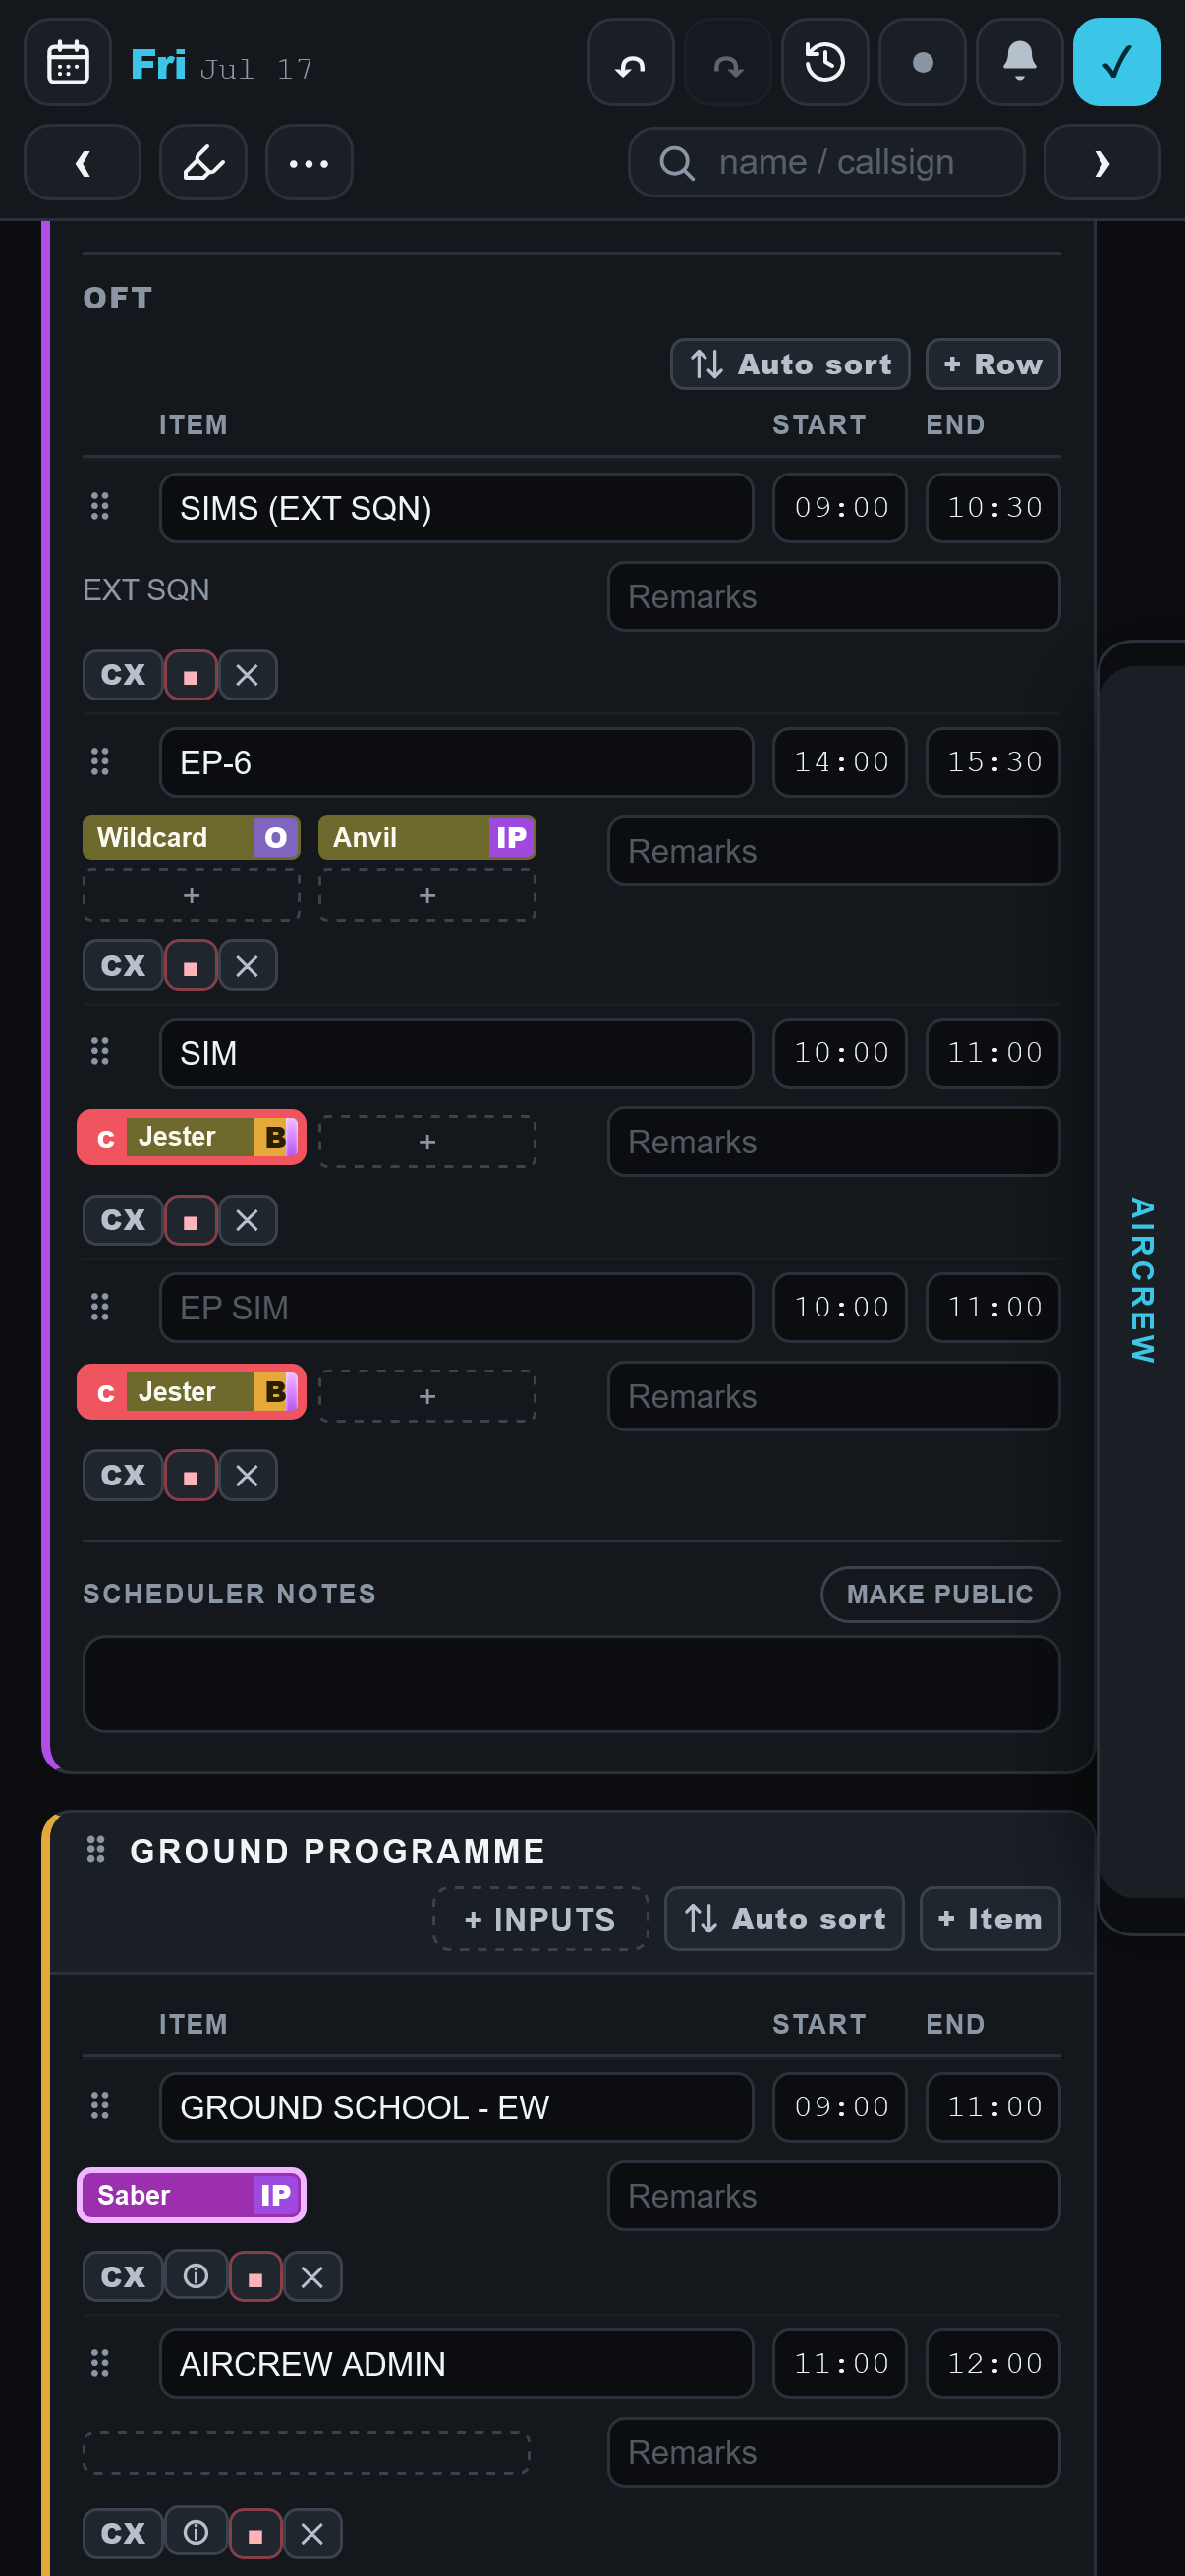 Fri Jul 17
name / callsign
OFT
Auto sort + Row
ITEM START END
SIMS (EXT SQN) 09:00 10:30
EXT SQN Remarks
CX
EP-6 14:00 15:30
Wildcard O Anvil IP Remarks
+ +
CX
SIM 10:00 11:00
C Jester B + Remarks
CX
EP SIM 10:00 11:00
C Jester B + Remarks
CX
AIRCREW
SCHEDULER NOTES MAKE PUBLIC
GROUND PROGRAMME
+ INPUTS Auto sort + Item
ITEM START END
GROUND SCHOOL - EW 09:00 11:00
Saber IP Remarks
CX
AIRCREW ADMIN 11:00 12:00
Remarks
CX